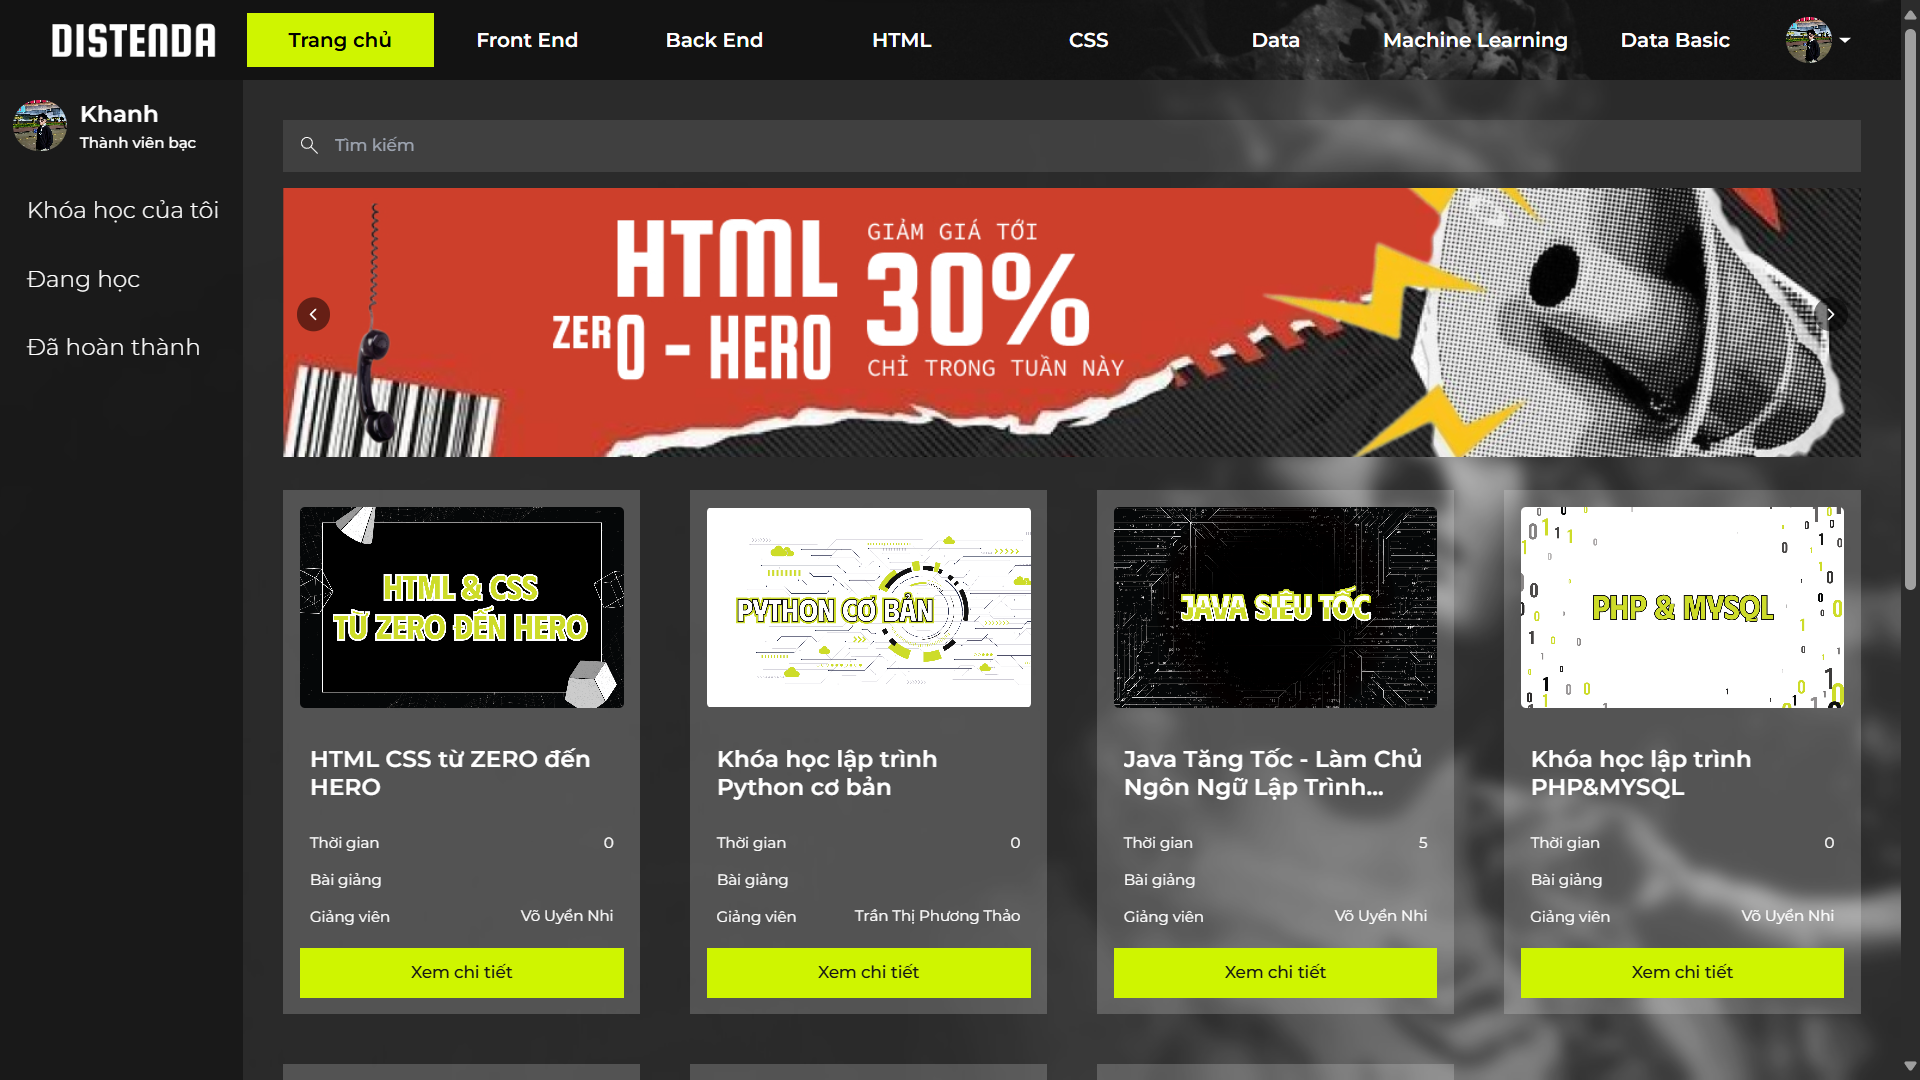 DISTENDA
Trang chủ
Front End
Back End
HTML
CSS
Data
Machine Learning
Data Basic
Khanh
Thành viên bạc
Khóa học của tôi
Đang học
Đã hoàn thành
Tìm kiếm
HTML
ZERO - HERO
GIẢM GIÁ TỚI
30%
CHỈ TRONG TUẦN NÀY
HTML & CSS
TỪ ZERO ĐẾN HERO
HTML CSS từ ZERO đến
HERO
Thời gian 0
Bài giảng
Giảng viên Võ Uyển Nhi
Xem chi tiết
PYTHON CƠ BẢN
Khóa học lập trình
Python cơ bản
Thời gian 0
Bài giảng
Giảng viên Trần Thị Phương Thảo
Xem chi tiết
JAVA SIÊU TỐC
Java Tăng Tốc - Làm Chủ
Ngôn Ngữ Lập Trình...
Thời gian 5
Bài giảng
Giảng viên Võ Uyển Nhi
Xem chi tiết
PHP & MYSQL
Khóa học lập trình
PHP&MYSQL
Thời gian 0
Bài giảng
Giảng viên Võ Uyển Nhi
Xem chi tiết